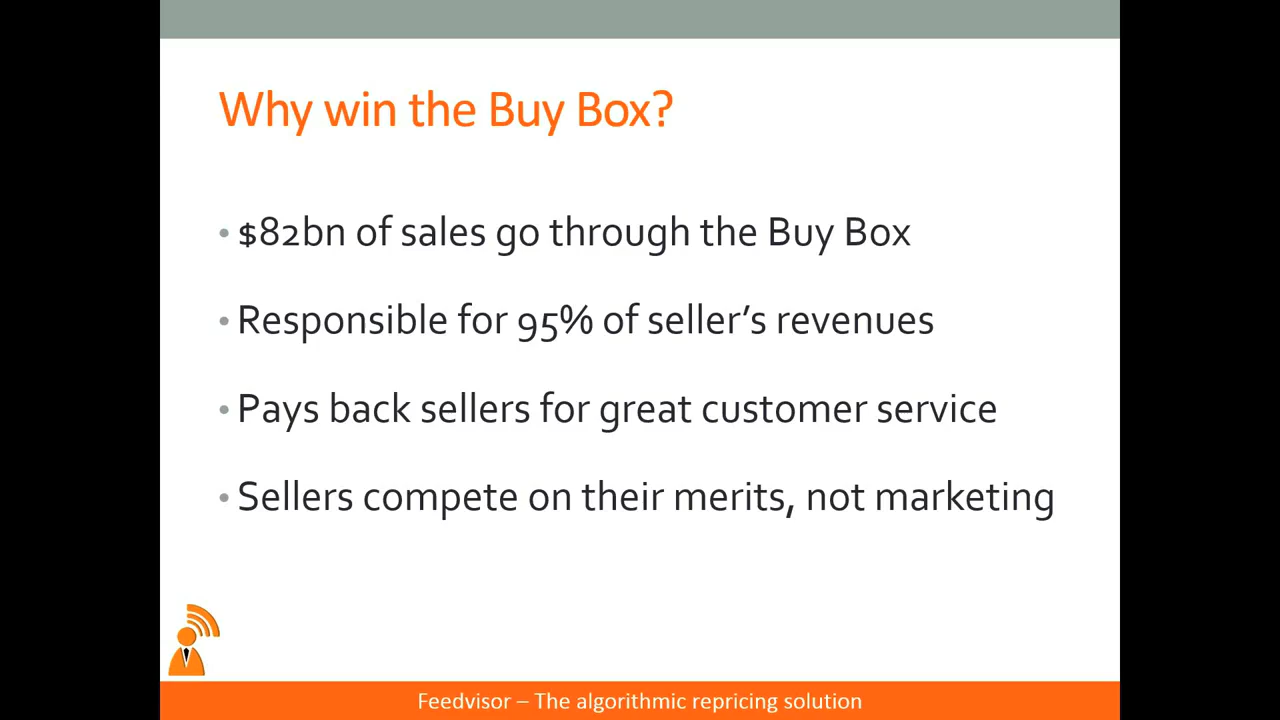 Why win the Buy Box?
• $82bn of sales go through the Buy Box
• Responsible for 95% of seller’s revenues
• Pays back sellers for great customer service
• Sellers compete on their merits, not marketing
Feedvisor – The algorithmic repricing solution